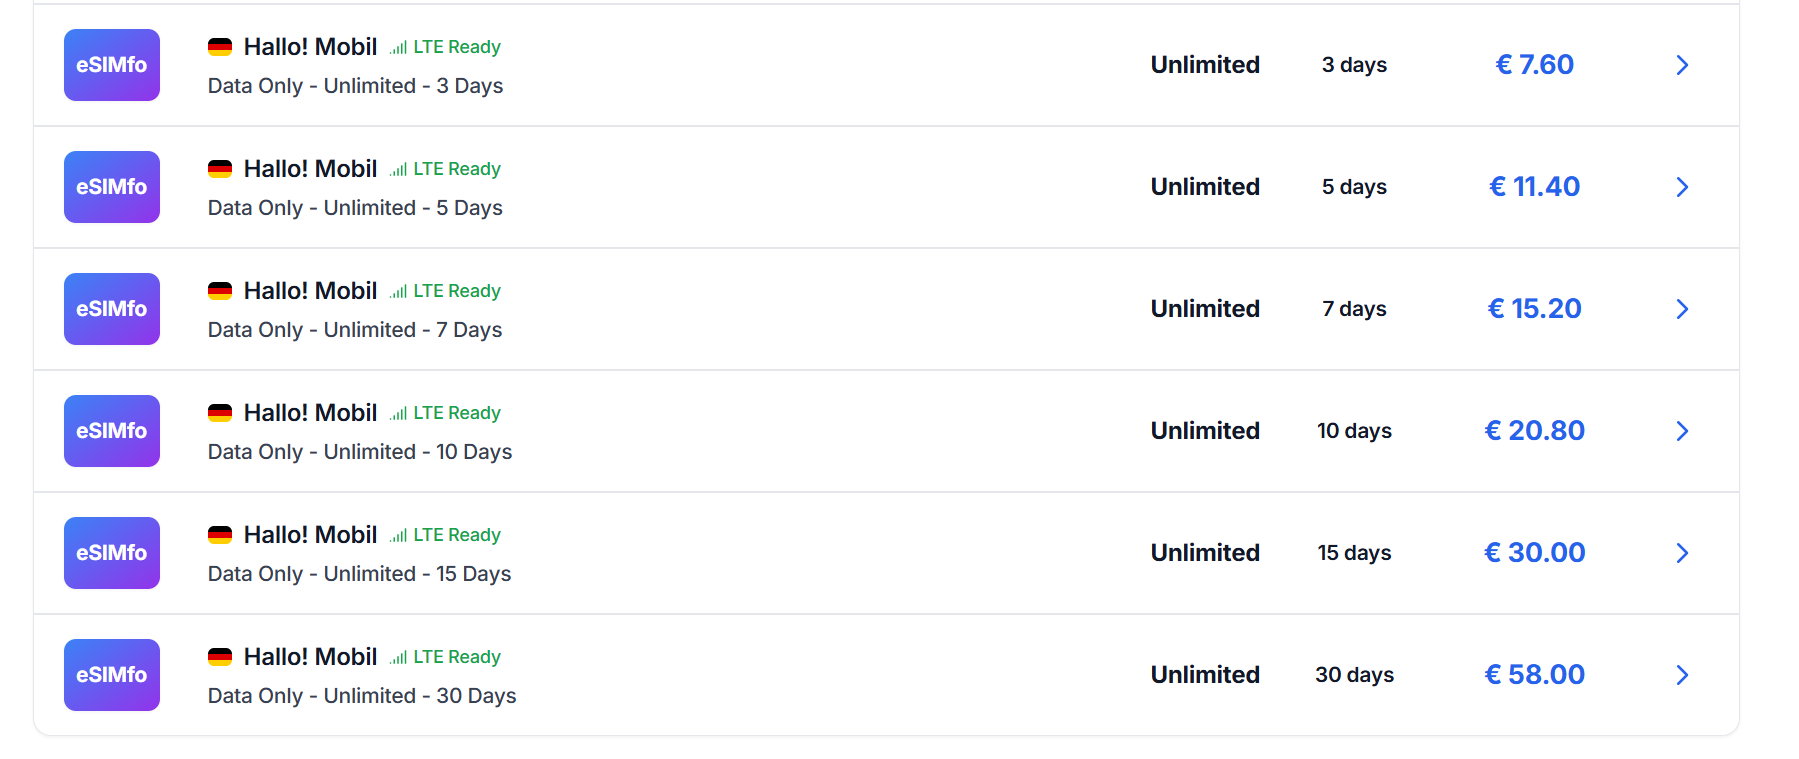 eSIMfo
Hallo! Mobil LTE Ready
Data Only - Unlimited - 3 Days
Unlimited
3 days
€ 7.60
eSIMfo
Hallo! Mobil LTE Ready
Data Only - Unlimited - 5 Days
Unlimited
5 days
€ 11.40
eSIMfo
Hallo! Mobil LTE Ready
Data Only - Unlimited - 7 Days
Unlimited
7 days
€ 15.20
eSIMfo
Hallo! Mobil LTE Ready
Data Only - Unlimited - 10 Days
Unlimited
10 days
€ 20.80
eSIMfo
Hallo! Mobil LTE Ready
Data Only - Unlimited - 15 Days
Unlimited
15 days
€ 30.00
eSIMfo
Hallo! Mobil LTE Ready
Data Only - Unlimited - 30 Days
Unlimited
30 days
€ 58.00